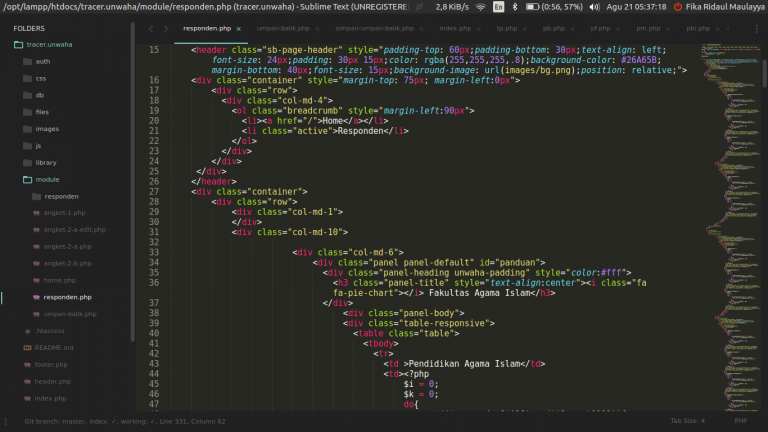 /opt/lampp/htdocs/tracer.unwaha/module/responden.php (tracer.unwaha) - Sublime Text (UNREGISTERE
2,8 KiB/s
En
(0:56, 57%)
Agu 21 05:37:18
Fika Ridaul Maulayya
FOLDERS
tracer.unwaha
auth
css
db
files
images
js
library
module
responden
angket-1.php
angket-2-a-edit.php
angket-2-a.php
angket-2-b.php
home.php
responden.php
umpan-balik.php
.htaccess
README.md
footer.php
header.php
index.php
responden.php × umpan-balik.php × simpan-umpan-balik.php × index.php × tp.php × pb.php × pf.php × pm.php × pbi.php ×
15 <header class="sb-page-header" style="padding-top: 60px;padding-bottom: 30px;text-align: left;
font-size: 24px;padding: 30px 15px;color: rgba(255,255,255,.8);background-color: #26A65B;
margin-bottom: 40px;font-size: 15px;background-image: url(images/bg.png);position: relative;">
16 <div class="container" style="margin-top: 75px; margin-left:0px">
17 <div class="row">
18 <div class="col-md-4">
19 <ol class="breadcrumb" style="margin-left:90px">
20 <li><a href="/">Home</a></li>
21 <li class="active">Responden</li>
22 </ol>
23 </div>
24 </div>
25 </div>
26 </header>
27 <div class="container">
28 <div class="row">
29 <div class="col-md-1">
30 </div>
31 <div class="col-md-10">
32
33 <div class="col-md-6">
34 <div class="panel panel-default" id="panduan">
35 <div class="panel-heading unwaha-padding" style="color:#fff">
36 <h3 class="panel-title" style="text-align:center"><i class="fa
fa-pie-chart"></i> Fakultas Agama Islam</h3>
37 </div>
38 <div class="panel-body">
39 <div class="table-responsive">
40 <table class="table">
41 <tbody>
42 <tr>
43 <td >Pendidikan Agama Islam</td>
44 <td><?php
45 $i = 0;
46 $k = 0;
47 do{
Git branch: master, index: ✓, working: ✓, Line 331, Column 62
Tab Size: 4
PHP